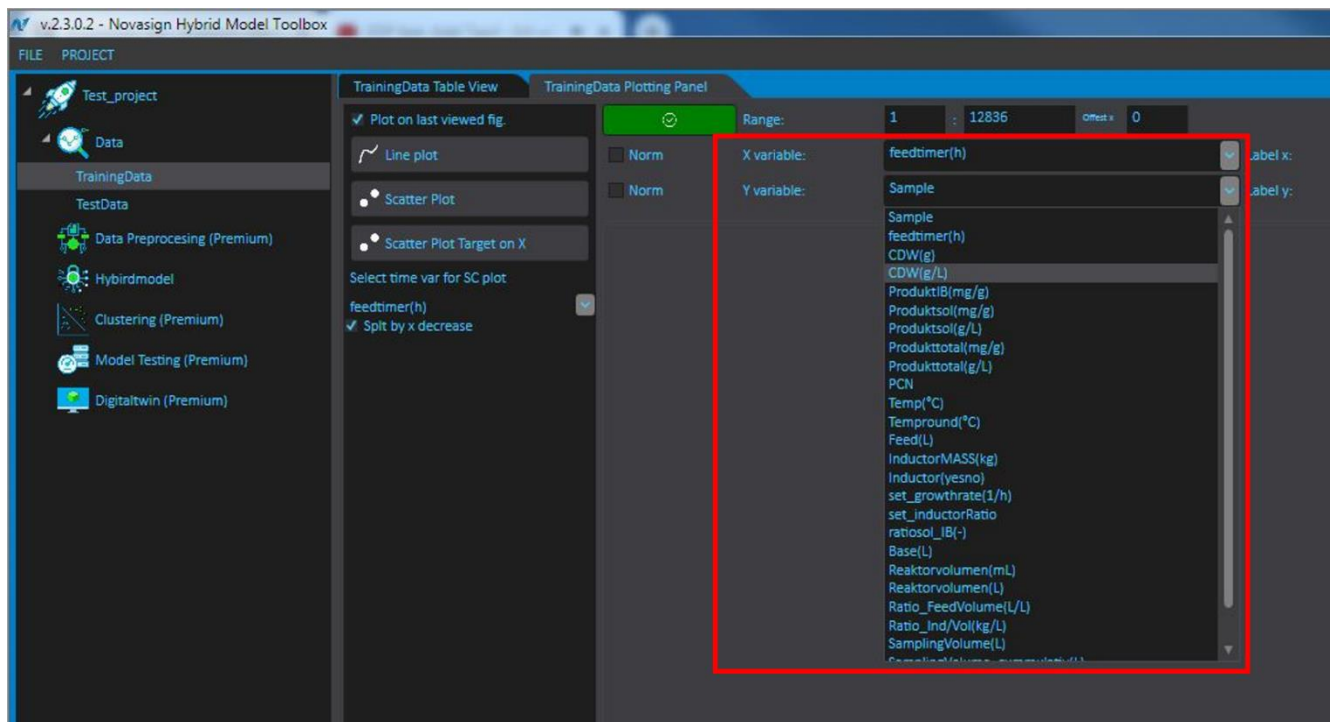 v.2.3.0.2 - Novasign Hybrid Model Toolbox
FILE PROJECT
Test_project
Data
TrainingData
TestData
Data Preprocesing (Premium)
Hybirdmodel
Clustering (Premium)
Model Testing (Premium)
Digitaltwin (Premium)
TrainingData Table View
TrainingData Plotting Panel
Plot on last viewed fig.
Line plot
Scatter Plot
Scatter Plot Target on X
Select time var for SC plot
feedtimer(h)
Splt by x decrease
Range: 1 : 12836 Offest x 0
Norm X variable: feedtimer(h) Label x:
Norm Y variable: Sample Label y:
Sample
feedtimer(h)
CDW(g)
CDW(g/L)
ProduktIB(mg/g)
Produktsol(mg/g)
Produktsol(g/L)
Produkttotal(mg/g)
Produkttotal(g/L)
PCN
Temp(°C)
Tempround(°C)
Feed(L)
InductorMASS(kg)
Inductor(yesno)
set_growthrate(1/h)
set_inductorRatio
ratiosol_IB(-)
Base(L)
Reaktorvolumen(mL)
Reaktorvolumen(L)
Ratio_FeedVolume(L/L)
Ratio_Ind/Vol(kg/L)
SamplingVolume(L)